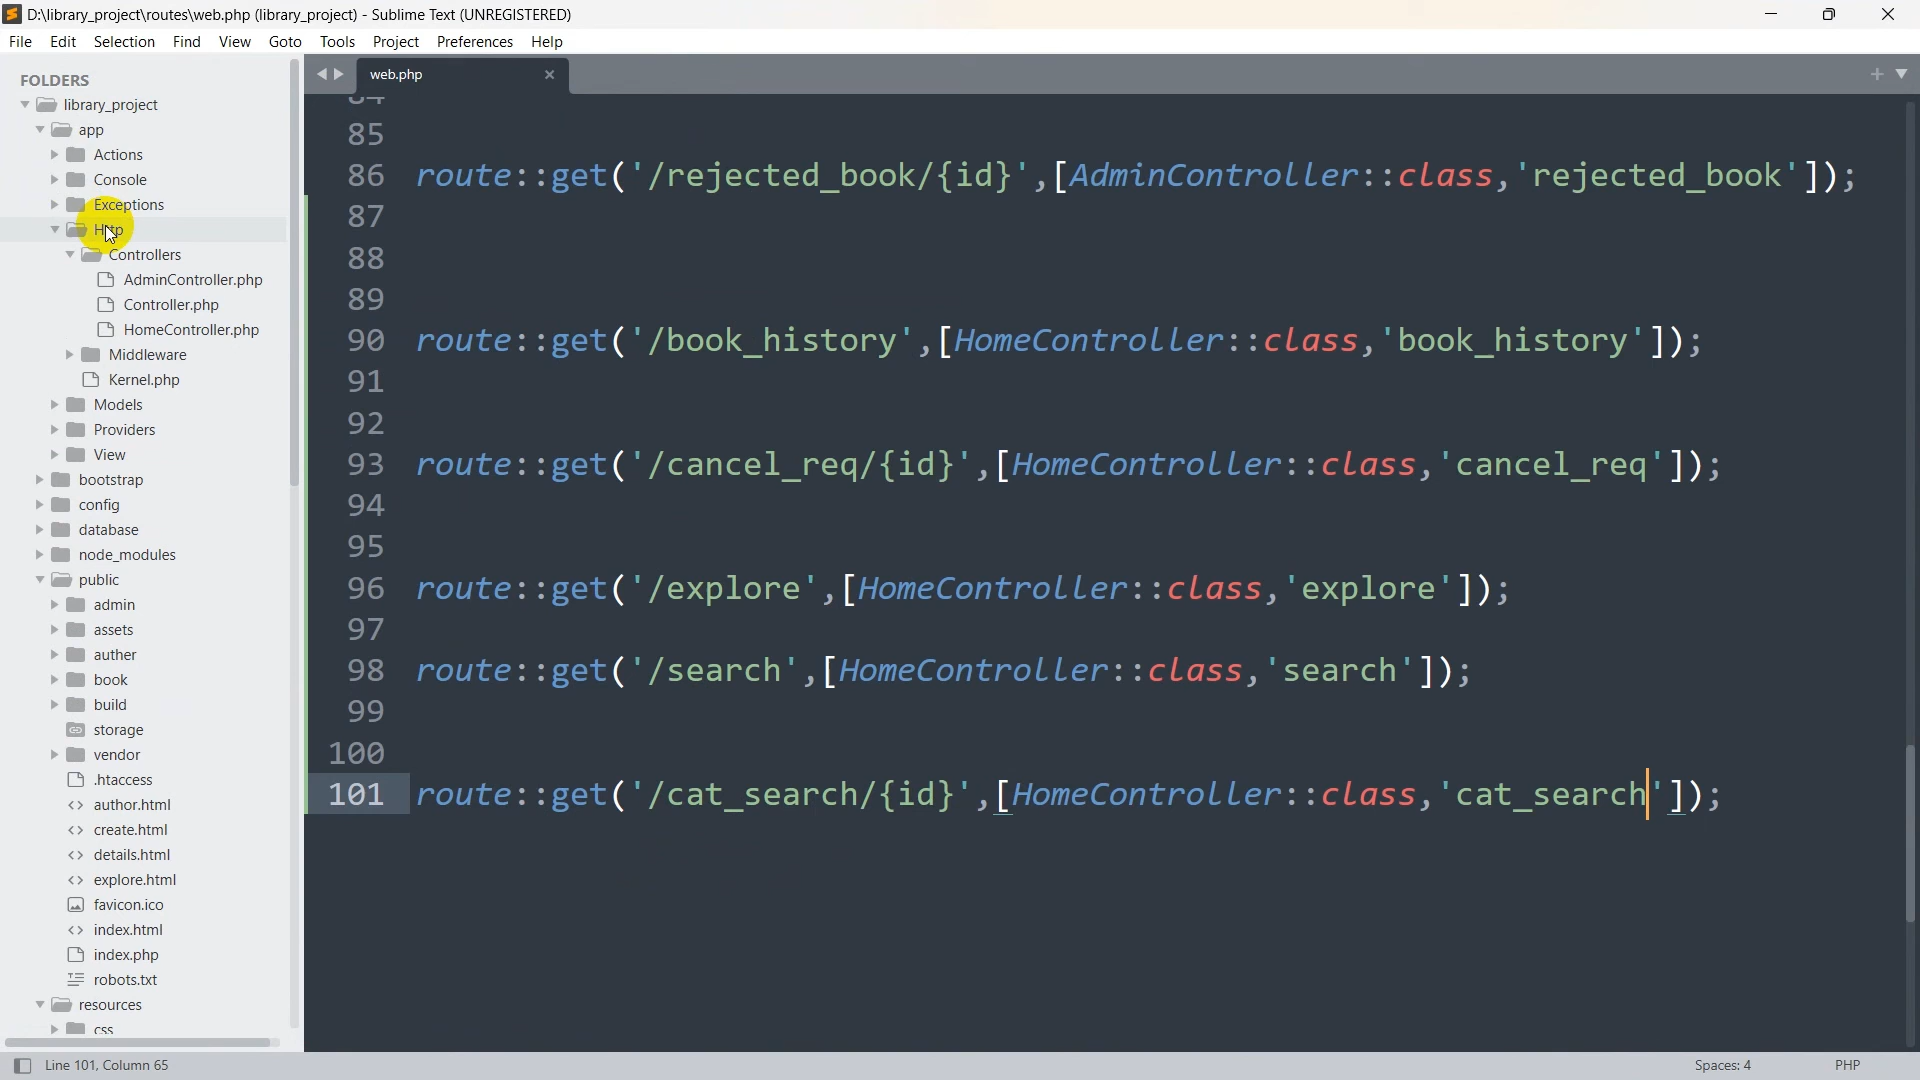 D:\library_project\routes\web.php (library_project) - Sublime Text (UNREGISTERED)
File Edit Selection Find View Goto Tools Project Preferences Help
FOLDERS
library_project
app
Actions
Console
Exceptions
Http
Controllers
AdminController.php
Controller.php
HomeController.php
Middleware
Kernel.php
Models
Providers
View
bootstrap
config
database
node_modules
public
admin
assets
auther
book
build
storage
vendor
.htaccess
author.html
create.html
details.html
explore.html
favicon.ico
index.html
index.php
robots.txt
resources
css
web.php
84
85
86 route::get('/rejected_book/{id}',[AdminController::class,'rejected_book']);
87
88
89
90 route::get('/book_history',[HomeController::class,'book_history']);
91
92
93 route::get('/cancel_req/{id}',[HomeController::class,'cancel_req']);
94
95
96 route::get('/explore',[HomeController::class,'explore']);
97
98 route::get('/search',[HomeController::class,'search']);
99
100
101 route::get('/cat_search/{id}',[HomeController::class,'cat_search']);
Line 101, Column 65
Spaces: 4
PHP